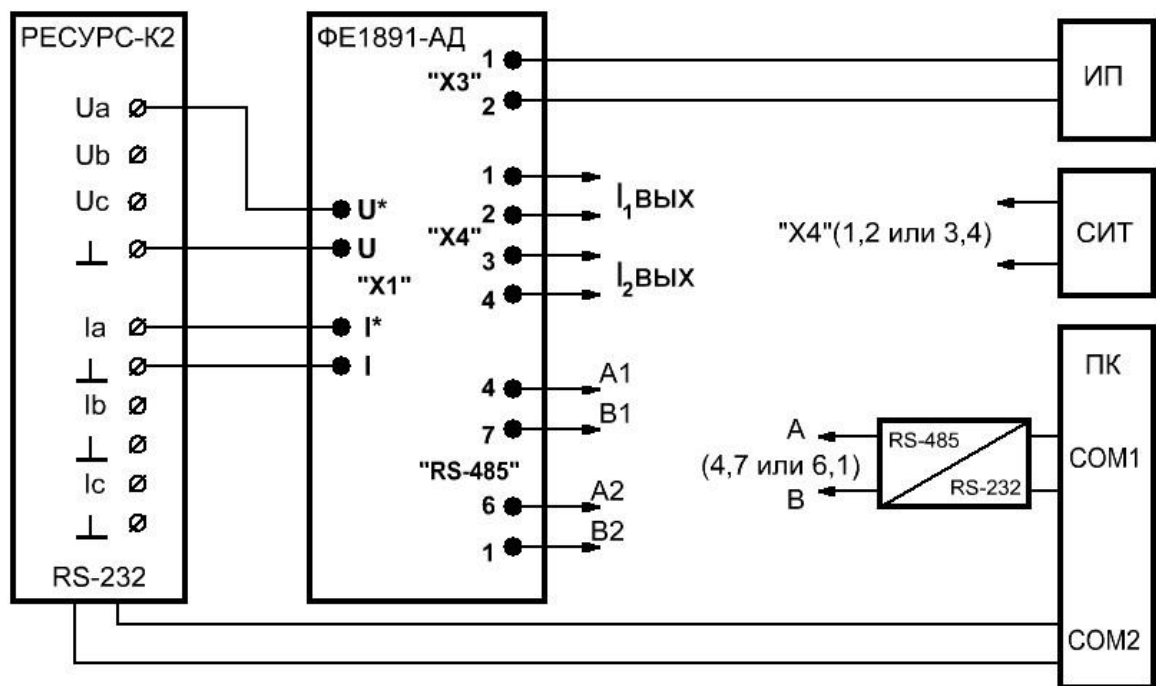 РЕСУРС-К2
Ua
Ub
Uc
Ia
Ib
Ic
RS-232
ФЕ1891-АД
1
"X3"
2
1
2
"X4"
3
4
U*
U
"X1"
I*
I
4
7
"RS-485"
6
1
I₁вых
I₂вых
A1
B1
A2
B2
ИП
"X4"(1,2 или 3,4)
СИТ
ПК
A
(4,7 или 6,1)
B
RS-485
RS-232
COM1
COM2